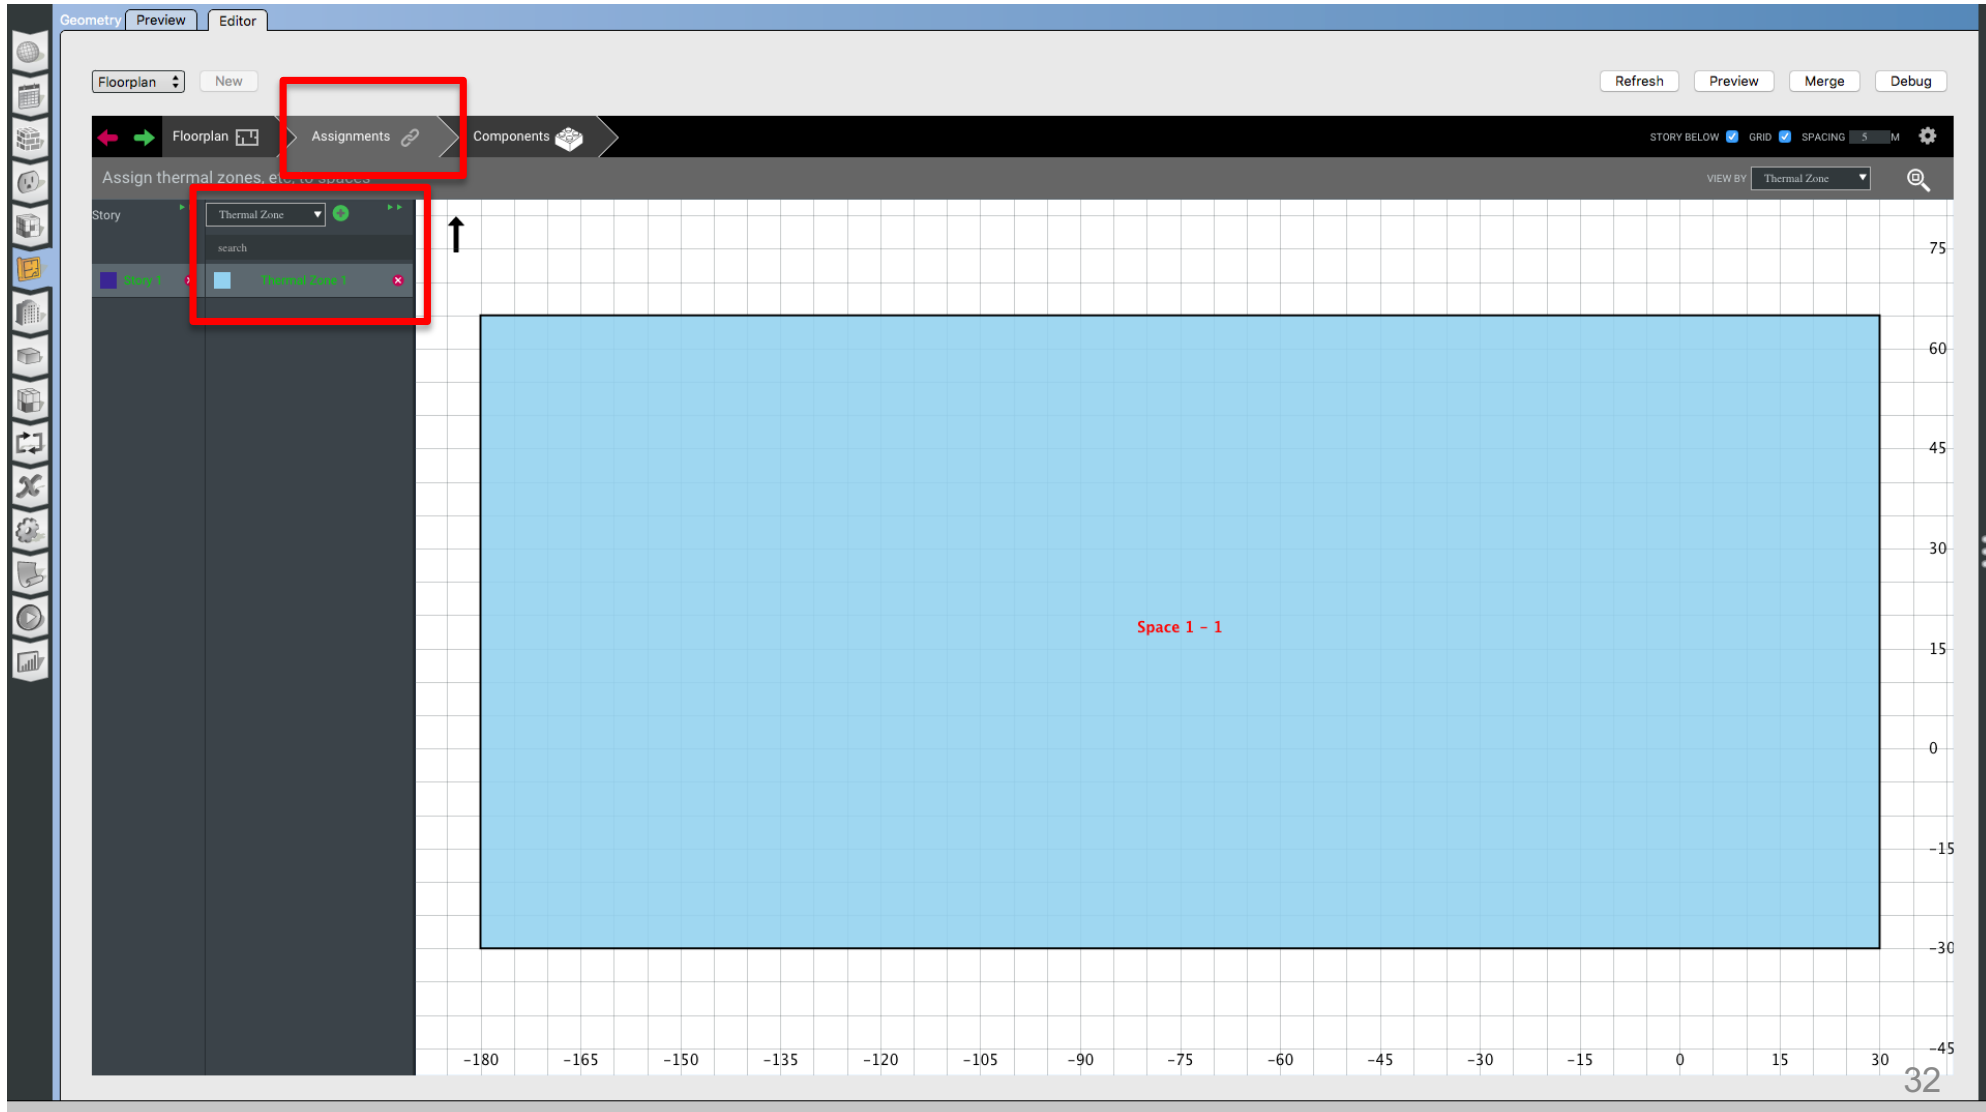 Geometry Preview Editor
Floorplan New Refresh Preview Merge Debug
Floorplan Assignments Components STORY BELOW GRID SPACING 5 M
Assign thermal zones, etc, to spaces VIEW BY Thermal Zone
Story Thermal Zone
search
Story 1 Thermal Zone 1
75
60
45
30
Space 1 - 1
15
0
-15
-30
-45
-180 -165 -150 -135 -120 -105 -90 -75 -60 -45 -30 -15 0 15 30
32